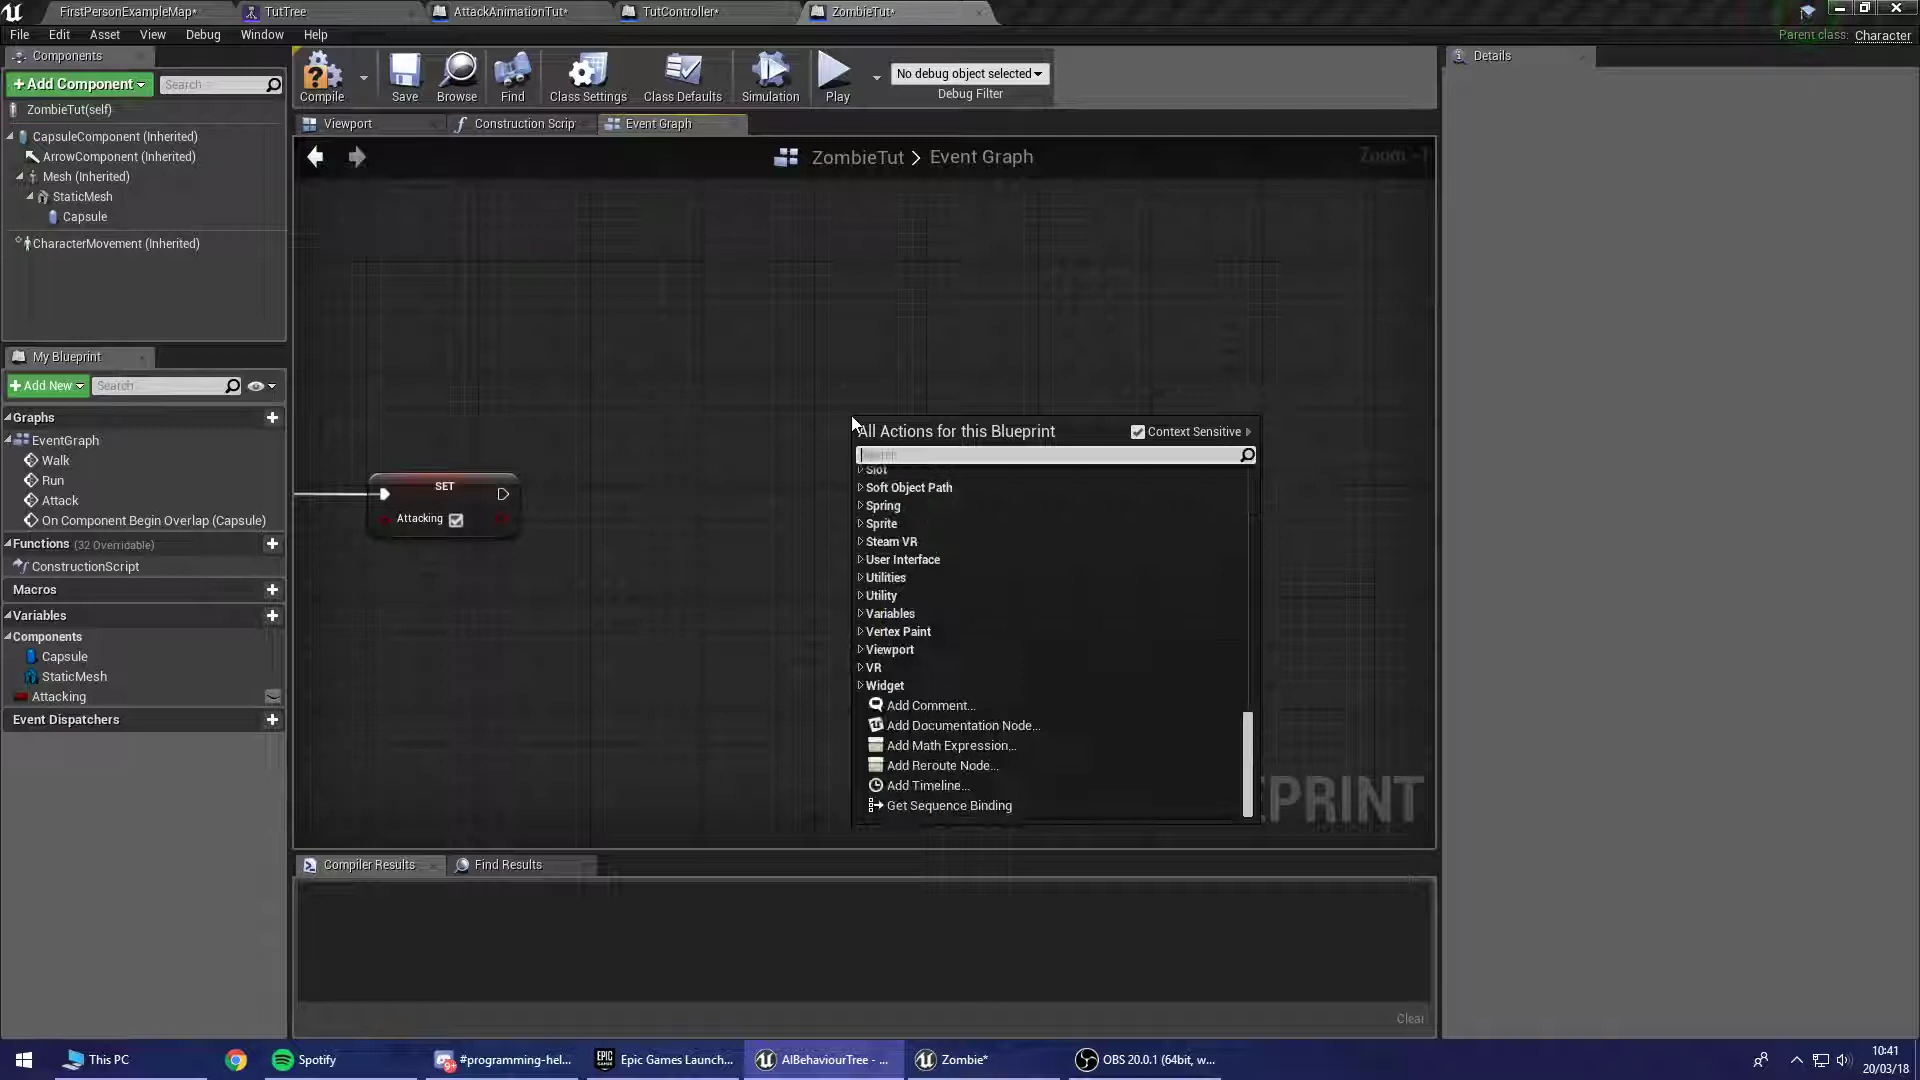 FirstPersonExampleMap*
TutTree
AttackAnimationTut*
TutController*
ZombieTut*
File Edit Asset View Debug Window Help
Parent class: Character
Components
+Add Component
Search
ZombieTut(self)
CapsuleComponent (Inherited)
ArrowComponent (Inherited)
Mesh (Inherited)
StaticMesh
Capsule
CharacterMovement (Inherited)
Compile
Save
Browse
Find
Class Settings
Class Defaults
Simulation
Play
No debug object selected
Debug Filter
Details
Viewport
Construction Scrip
Event Graph
ZombieTut > Event Graph
Zoom -1
My Blueprint
+Add New
Search
Graphs
EventGraph
Walk
Run
Attack
On Component Begin Overlap (Capsule)
Functions (32 Overridable)
ConstructionScript
Macros
Variables
Components
Capsule
StaticMesh
Attacking
Event Dispatchers
SET
Attacking
All Actions for this Blueprint
Context Sensitive
Search
Slot
Soft Object Path
Spring
Sprite
Steam VR
User Interface
Utilities
Utility
Variables
Vertex Paint
Viewport
VR
Widget
Add Comment...
Add Documentation Node...
Add Math Expression...
Add Reroute Node...
Add Timeline...
Get Sequence Binding
EPRINT
Compiler Results
Find Results
Clear
This PC
Spotify
#programming-hel...
Epic Games Launch...
AIBehaviourTree - ...
Zombie*
OBS 20.0.1 (64bit, w...
10:41
20/03/18